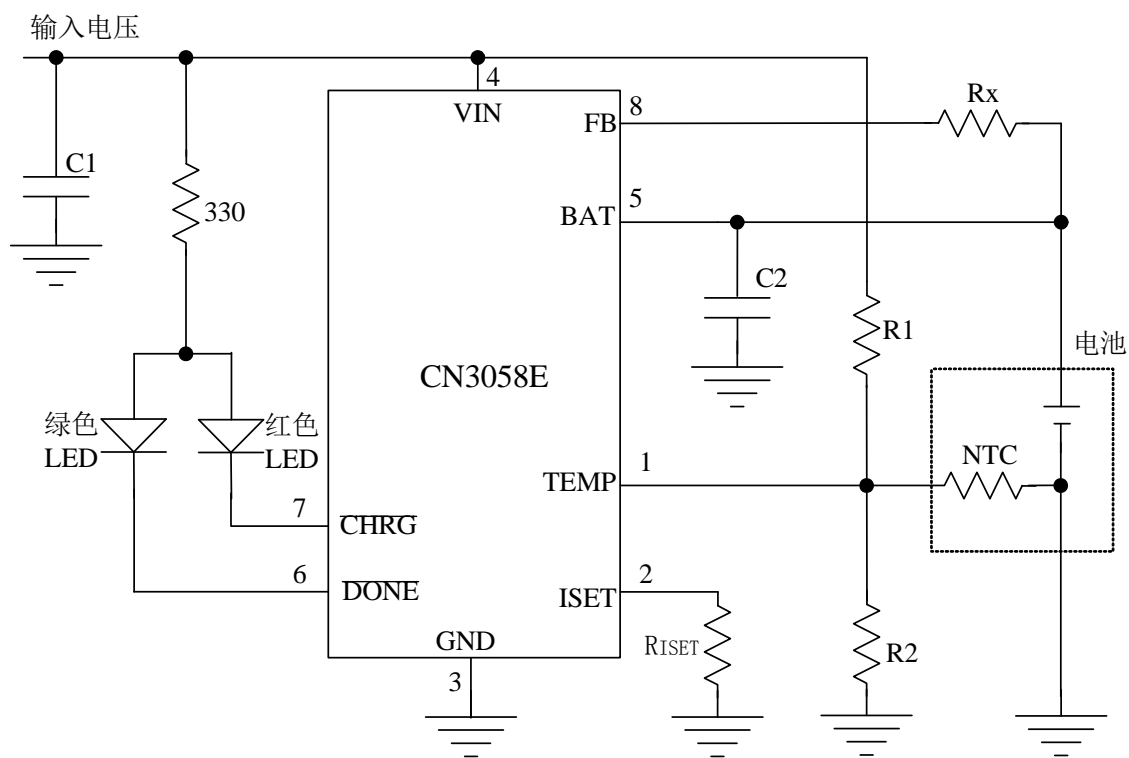 输入电压
4
VIN
8
Rx
FB
C1
330
5
BAT
C2
R1
电池
CN3058E
绿色
LED
红色
LED
NTC
1
TEMP
7
CHRG
6
DONE
2
ISET
GND
RISET
R2
3